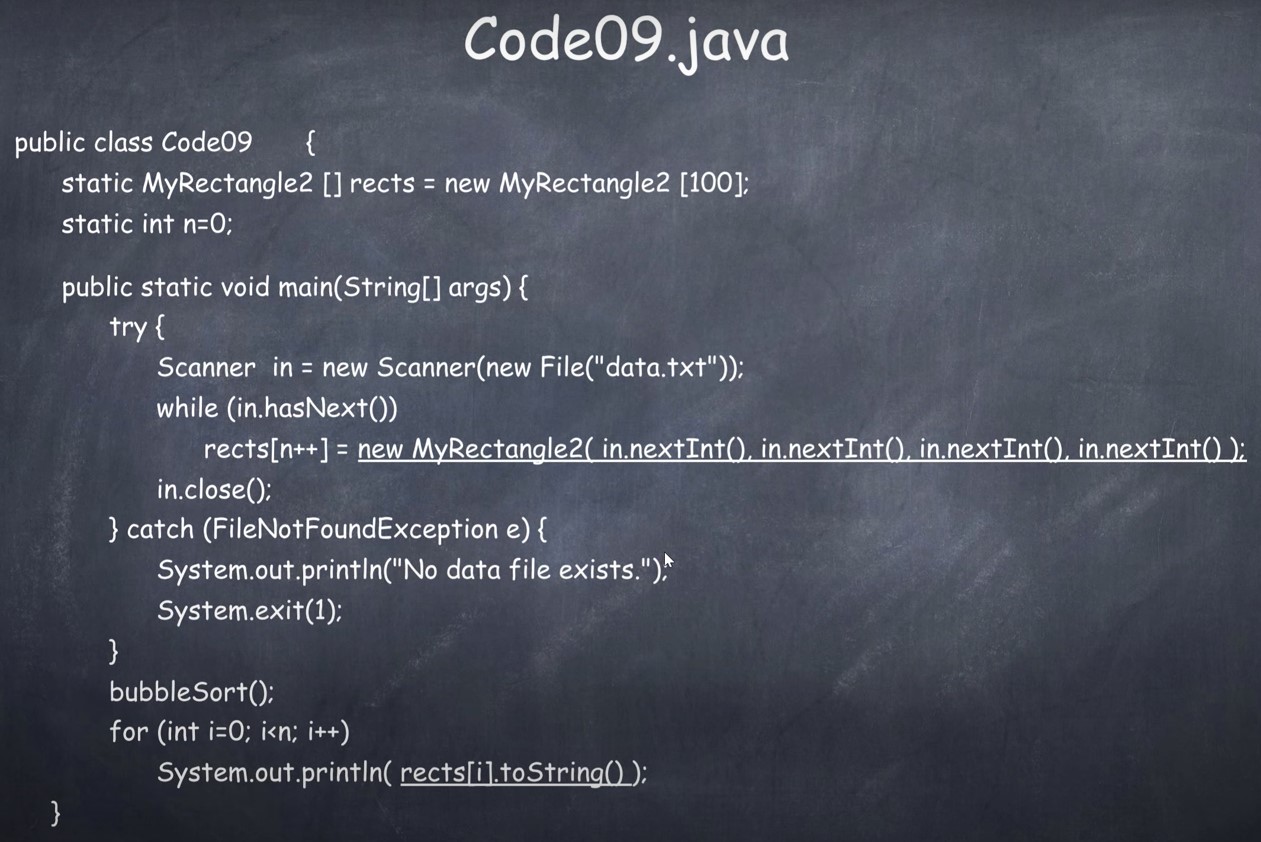 Code09.java
public class Code09 {
static MyRectangle2 [] rects = new MyRectangle2 [100];
static int n=0;
public static void main(String[] args) {
try {
Scanner in = new Scanner(new File("data.txt"));
while (in.hasNext())
rects[n++] = new MyRectangle2( in.nextInt(), in.nextInt(), in.nextInt(), in.nextInt() );
in.close();
} catch (FileNotFoundException e) {
System.out.println("No data file exists.");
System.exit(1);
}
bubbleSort();
for (int i=0; i<n; i++)
System.out.println( rects[i].toString() );
}